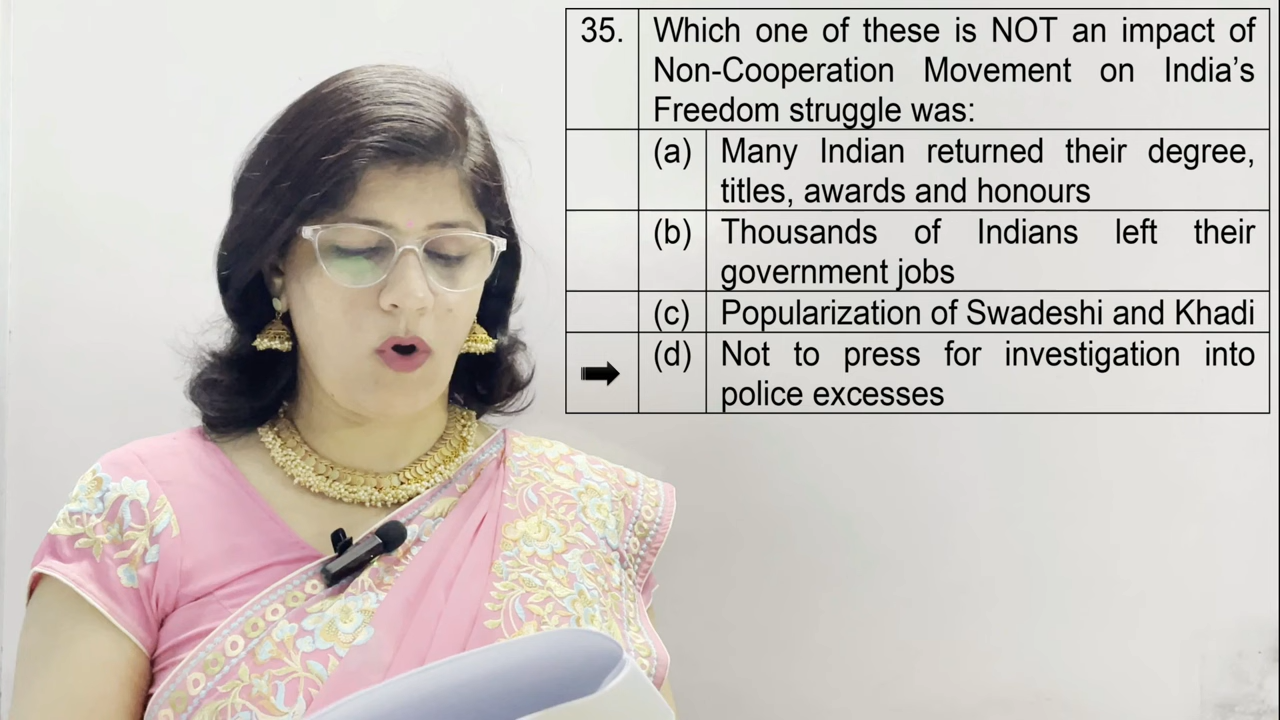 35. Which one of these is NOT an impact of
Non-Cooperation Movement on India's
Freedom struggle was:
(a) Many Indian returned their degree,
titles, awards and honours
(b) Thousands of Indians left their
government jobs
(c) Popularization of Swadeshi and Khadi
(d) Not to press for investigation into
police excesses